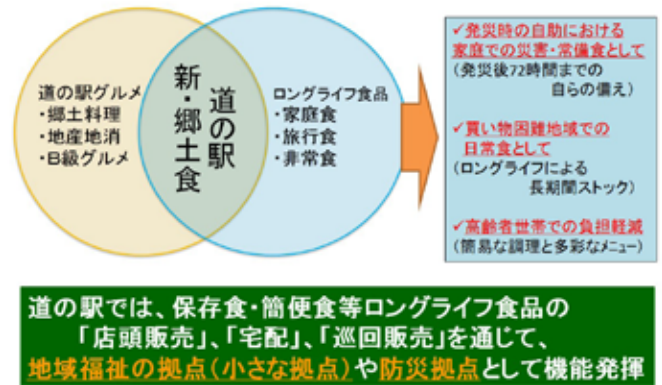 道の駅グルメ
・郷土料理
・地産地消
・B級グルメ
道の駅
新・郷土食
ロングライフ食品
・家庭食
・旅行食
・非常食
✓発災時の自助における
家庭での災害・常備食として
(発災後72時間までの
自らの備え)
✓買い物困難地域での
日常食として
(ロングライフによる
長期間ストック)
✓高齢者世帯での負担軽減
(簡易な調理と多彩なメニュー)
道の駅では、保存食・簡便食等ロングライフ食品の
「店頭販売」、「宅配」、「巡回販売」を通じて、
地域福祉の拠点(小さな拠点)や防災拠点として機能発揮